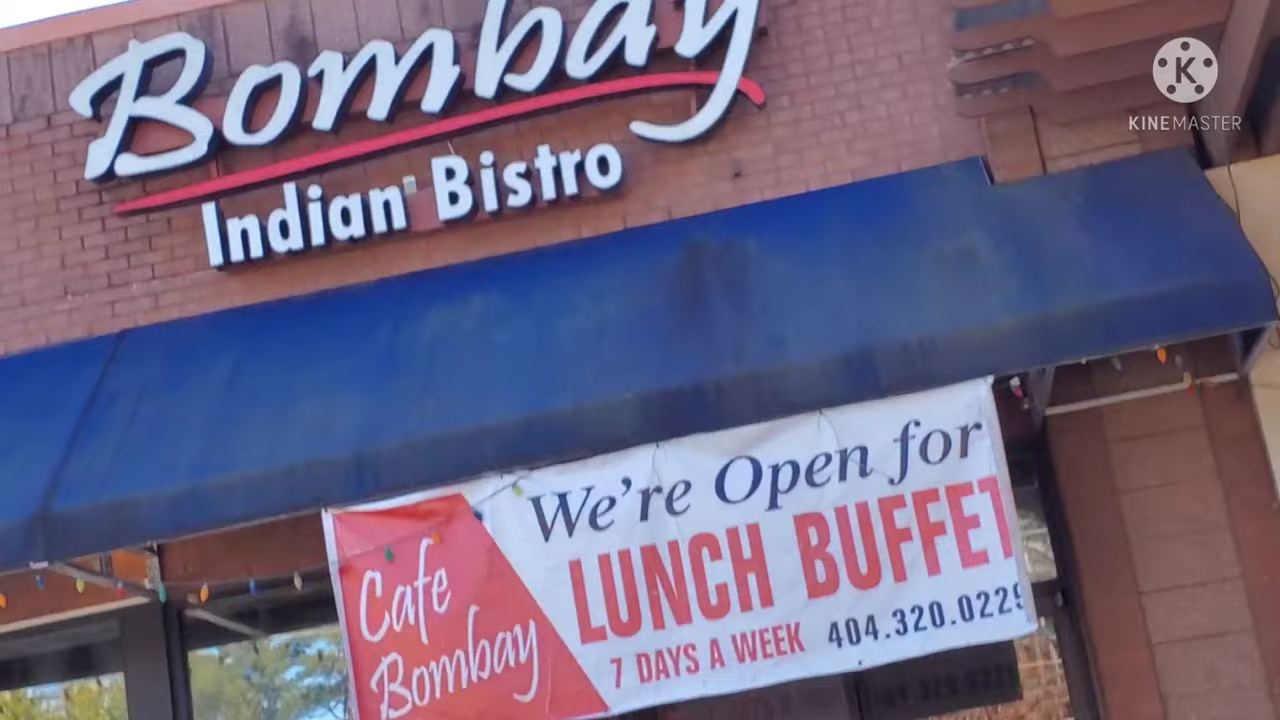 Bombay
Indian Bistro
KINEMASTER
We're Open for
LUNCH BUFFET
7 DAYS A WEEK 404.320.0229
Cafe
Bombay